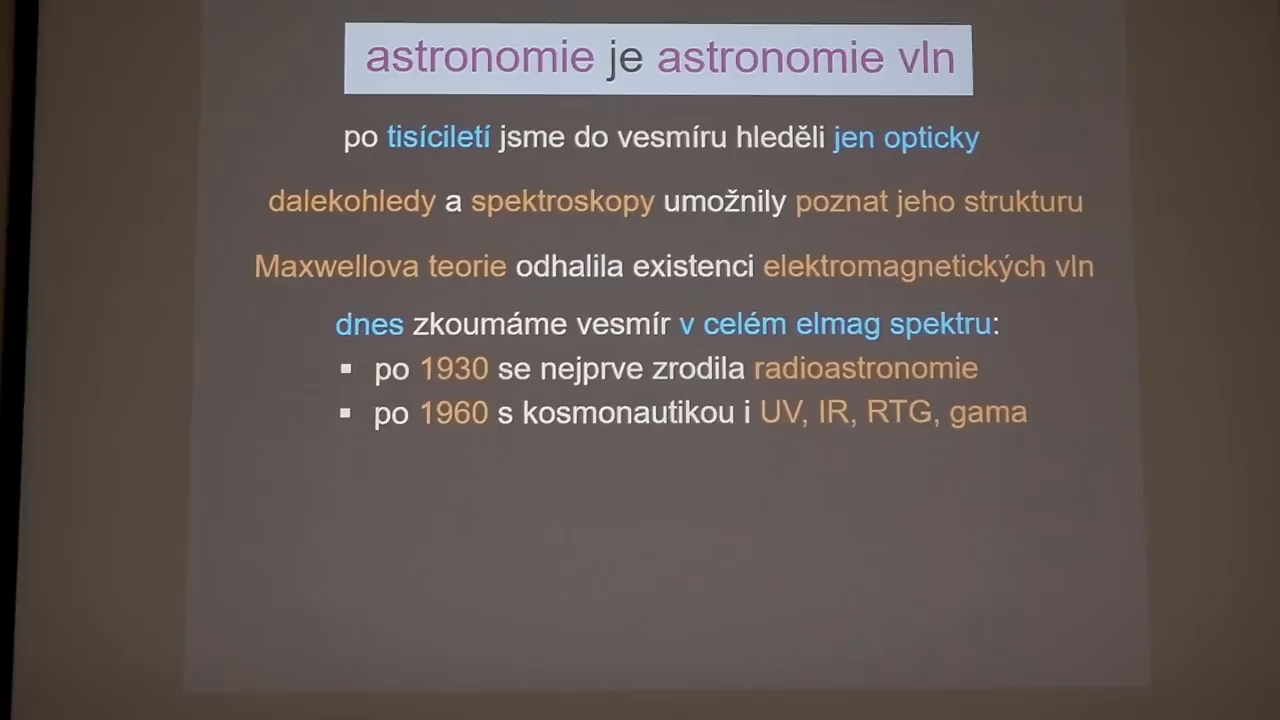 astronomie je astronomie vln
po tisíciletí jsme do vesmíru hleděli jen opticky
dalekohledy a spektroskopy umožnily poznat jeho strukturu
Maxwellova teorie odhalila existenci elektromagnetických vln
dnes zkoumáme vesmír v celém elmag spektru:
▪ po 1930 se nejprve zrodila radioastronomie
▪ po 1960 s kosmonautikou i UV, IR, RTG, gama